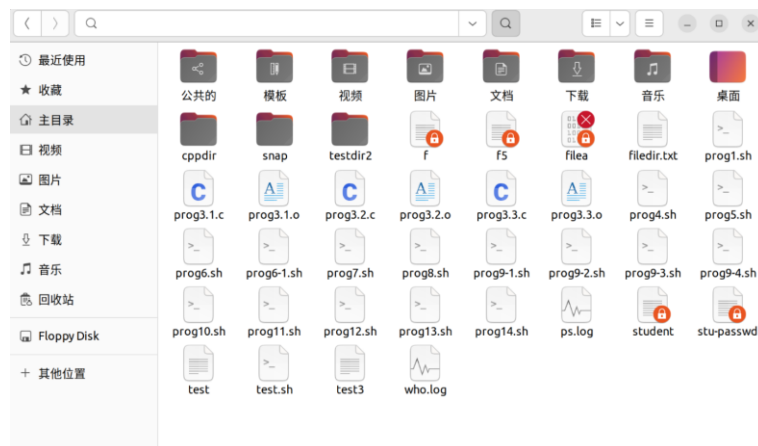 最近使用
收藏
主目录
视频
图片
文档
下载
音乐
回收站
Floppy Disk
+ 其他位置
公共的 模板 视频 图片 文档 下载 音乐 桌面
cppdir snap testdir2 f f5 filea filedir.txt prog1.sh
prog3.1.c prog3.1.o prog3.2.c prog3.2.o prog3.3.c prog3.3.o prog4.sh prog5.sh
prog6.sh prog6-1.sh prog7.sh prog8.sh prog9-1.sh prog9-2.sh prog9-3.sh prog9-4.sh
prog10.sh prog11.sh prog12.sh prog13.sh prog14.sh ps.log student stu-passwd
test test.sh test3 who.log